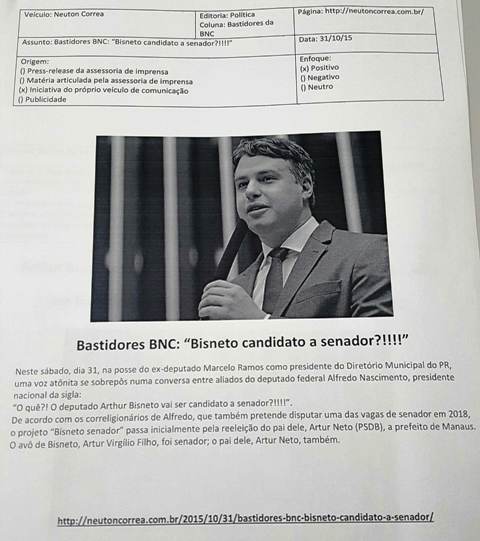 Veículo: Neuton Correa
Editoria: Política
Coluna: Bastidores da
BNC
Página: http://neutoncorrea.com.br/
Assunto: Bastidores BNC: “Bisneto candidato a senador?!!!!”
Data: 31/10/15
Origem:
() Press-release da assessoria de imprensa
() Matéria articulada pela assessoria de imprensa
(x) Iniciativa do próprio veículo de comunicação
() Publicidade
Enfoque:
(x) Positivo
() Negativo
() Neutro
Bastidores BNC: “Bisneto candidato a senador?!!!!”
Neste sábado, dia 31, na posse do ex-deputado Marcelo Ramos como presidente do Diretório Municipal do PR,
uma voz atônita se sobrepôs numa conversa entre aliados do deputado federal Alfredo Nascimento, presidente
nacional da sigla:
“O quê?! O deputado Arthur Bisneto vai ser candidato a senador?!!!!”.
De acordo com os correligionários de Alfredo, que também pretende disputar uma das vagas de senador em 2018,
o projeto “Bisneto senador” passa inicialmente pela reeleição do pai dele, Artur Neto (PSDB), a prefeito de Manaus.
O avô de Bisneto, Artur Virgílio Filho, foi senador; o pai dele, Artur Neto, também.
http://neutoncorrea.com.br/2015/10/31/bastidores-bnc-bisneto-candidato-a-senador/